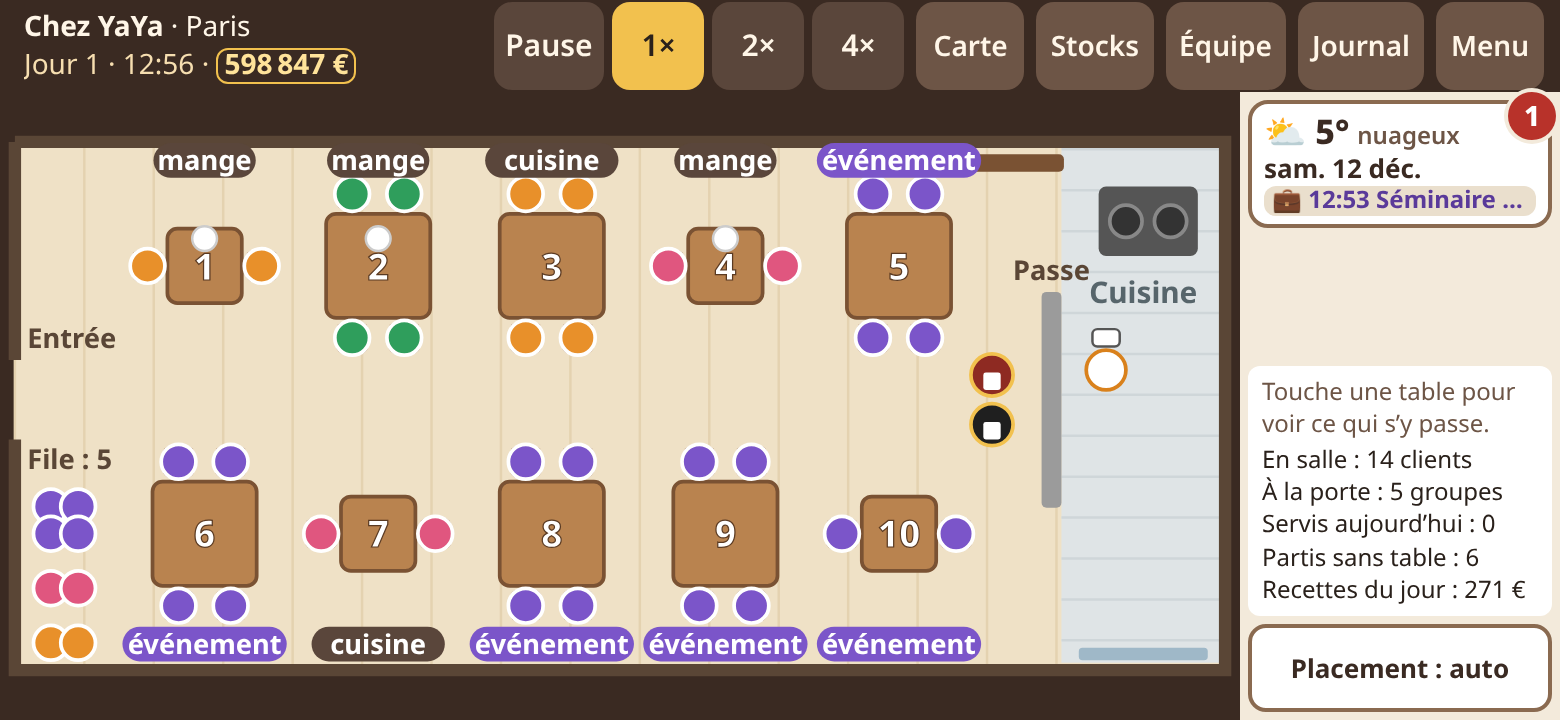 Chez YaYa · Paris
Jour 1 · 12:56 · 598 847 €
Pause
1×
2×
4×
Carte
Stocks
Équipe
Journal
Menu
1
5° nuageux
sam. 12 déc.
12:53 Séminaire ...
mange
mange
cuisine
mange
événement
1
2
3
4
5
Passe
Cuisine
Entrée
File : 5
6
7
8
9
10
événement
cuisine
événement
événement
événement
Touche une table pour
voir ce qui s’y passe.
En salle : 14 clients
À la porte : 5 groupes
Servis aujourd’hui : 0
Partis sans table : 6
Recettes du jour : 271 €
Placement : auto